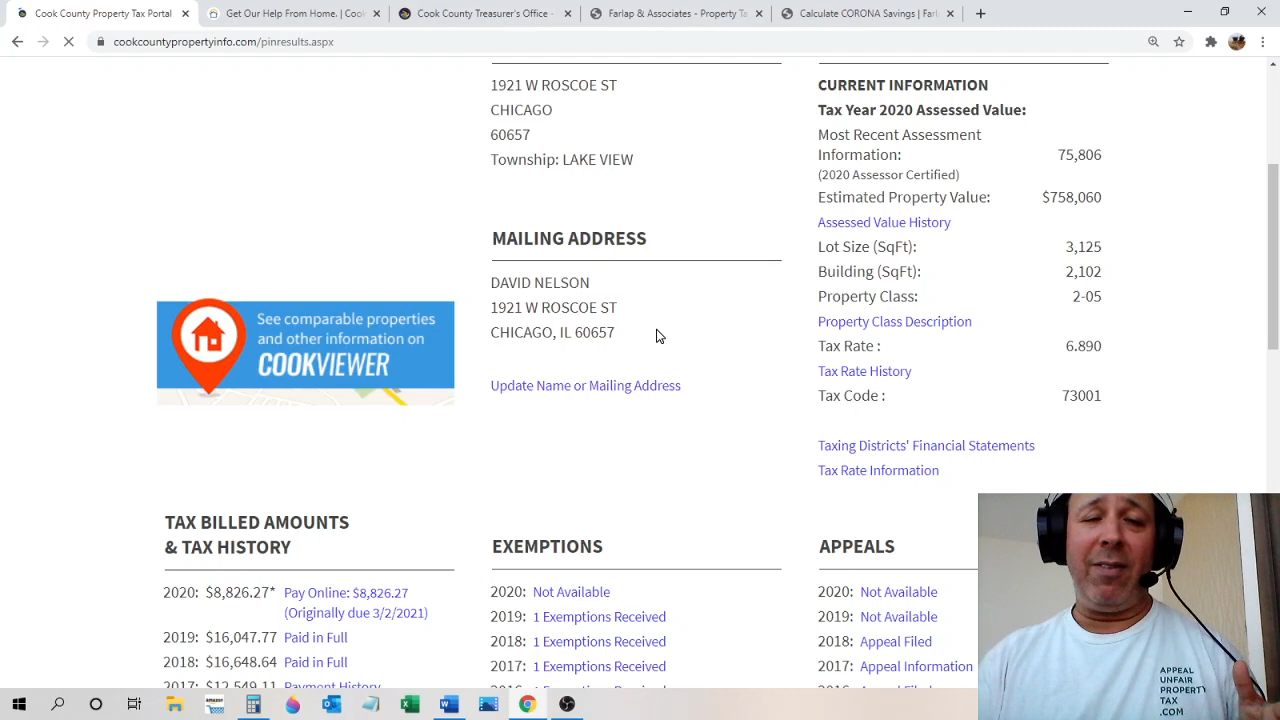 Cook County Property Tax Portal
Get Our Help From Home. | Cook
Cook County Treasurer's Office -
Farlap & Associates - Property Ta
Calculate CORONA Savings | Farl
cookcountypropertyinfo.com/pinresults.aspx
1921 W ROSCOE ST
CHICAGO
60657
Township: LAKE VIEW
MAILING ADDRESS
DAVID NELSON
1921 W ROSCOE ST
CHICAGO, IL 60657
Update Name or Mailing Address
See comparable properties
and other information on
COOKVIEWER
CURRENT INFORMATION
Tax Year 2020 Assessed Value:
Most Recent Assessment
Information: 75,806
(2020 Assessor Certified)
Estimated Property Value: $758,060
Assessed Value History
Lot Size (SqFt): 3,125
Building (SqFt): 2,102
Property Class: 2-05
Property Class Description
Tax Rate : 6.890
Tax Rate History
Tax Code : 73001
Taxing Districts' Financial Statements
Tax Rate Information
TAX BILLED AMOUNTS
& TAX HISTORY
2020: $8,826.27* Pay Online: $8,826.27
(Originally due 3/2/2021)
2019: $16,047.77 Paid in Full
2018: $16,648.64 Paid in Full
2017: $12,549.11 Payment History
EXEMPTIONS
2020: Not Available
2019: 1 Exemptions Received
2018: 1 Exemptions Received
2017: 1 Exemptions Received
APPEALS
2020: Not Available
2019: Not Available
2018: Appeal Filed
2017: Appeal Information
APPEAL
UNFAIR
PROPERTY
TAX
.COM
amazon